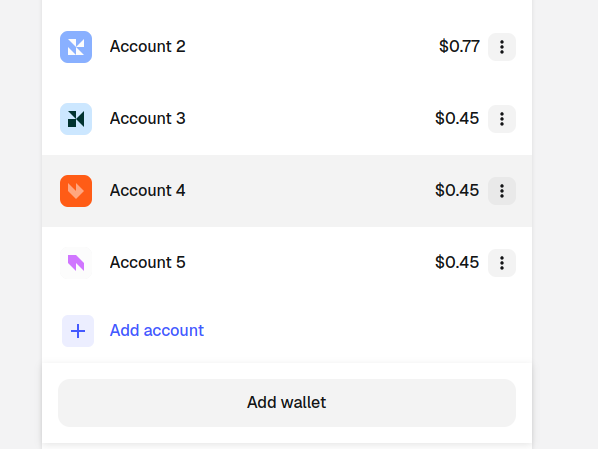 Account 2 $0.77
Account 3 $0.45
Account 4 $0.45
Account 5 $0.45
Add account
Add wallet